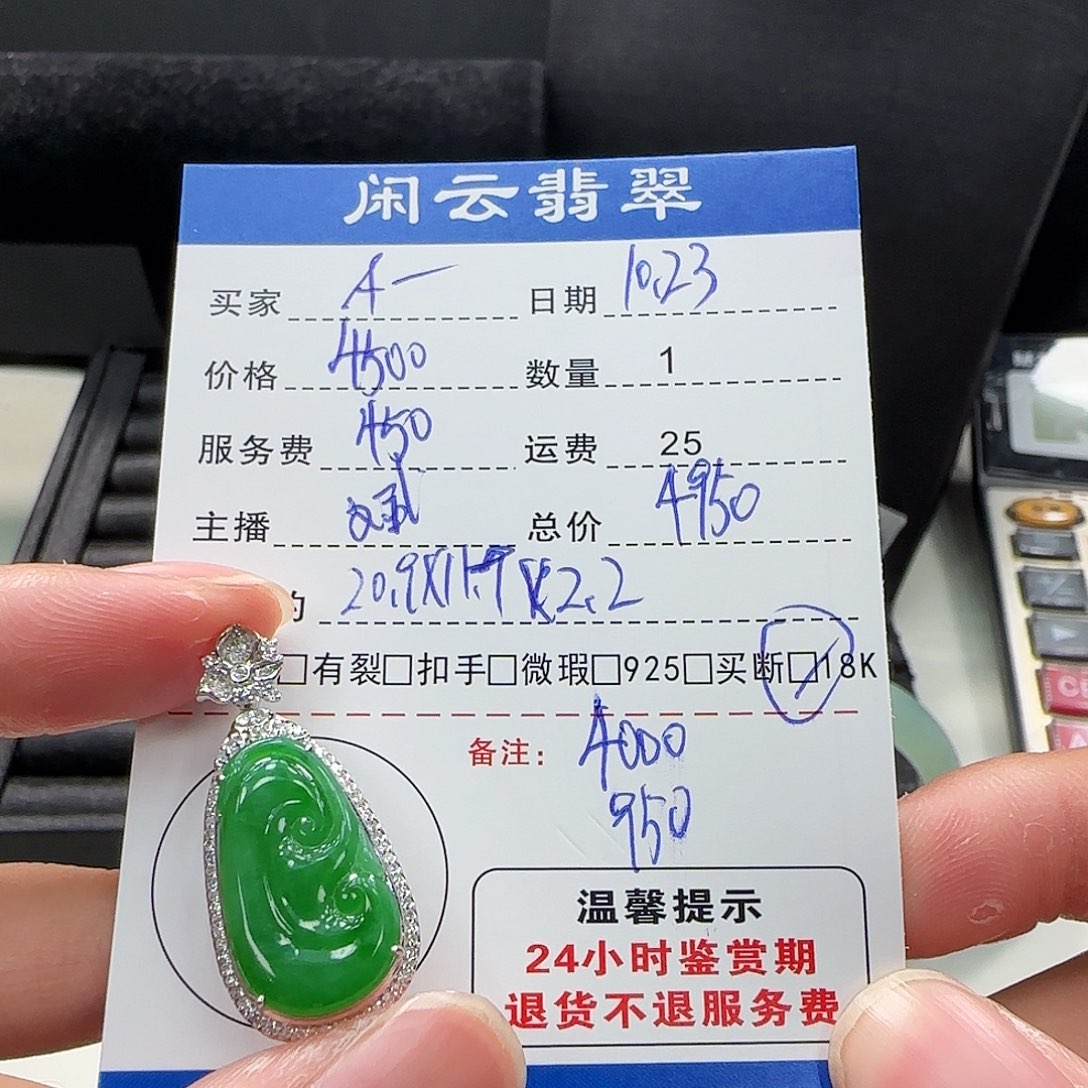 闲云翡翠
买家 A一 日期 10.23
价格 4500 数量 1
服务费 450 运费 25
主播 总价 4950
约 20.9X11.9X2.2
□有裂□扣手□微瑕□925□买断□18K
备注: 4000
950
温馨提示
24小时鉴赏期
退货不退服务费